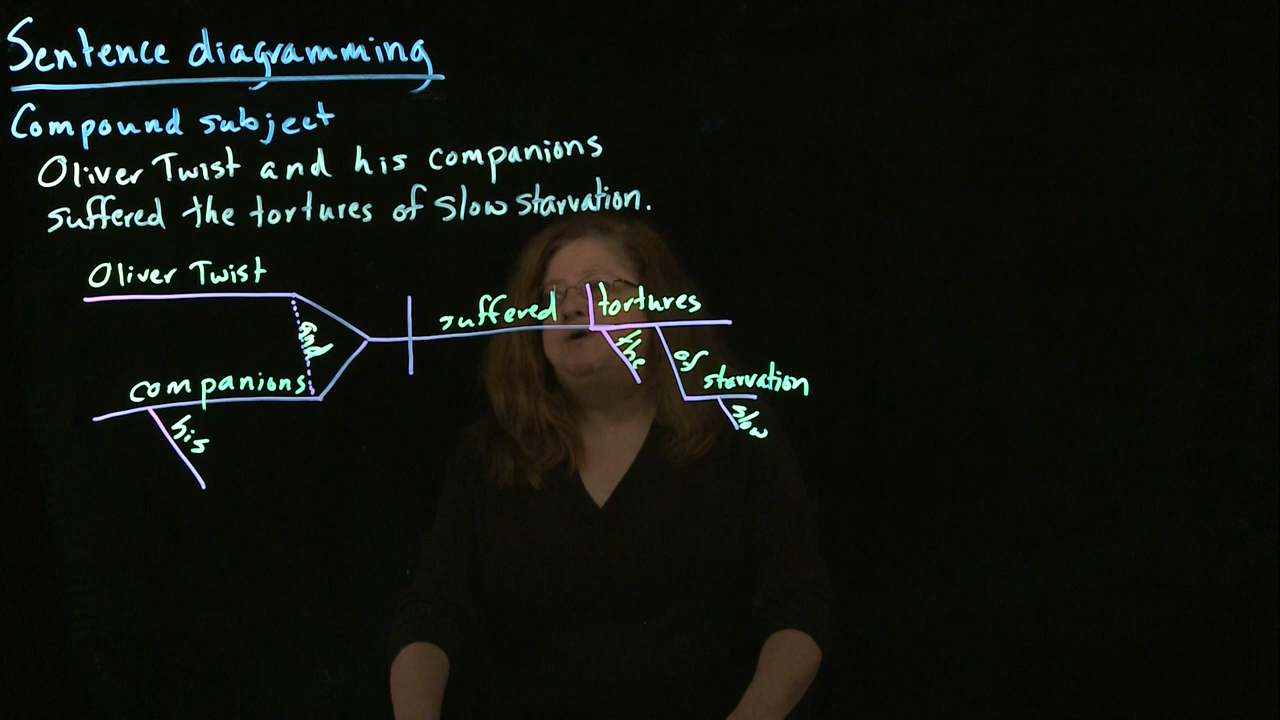 Sentence diagramming
Compound subject
Oliver Twist and his companions
suffered the tortures of slow starvation.
Oliver Twist
and
companions
his
suffered
tortures
the
of
starvation
slow